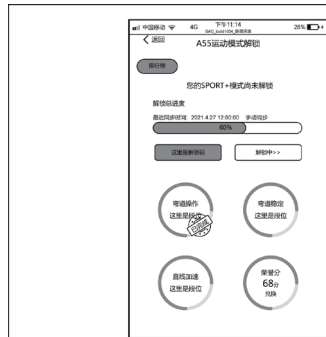 中国移动 4G 下午11:14 26%
返回
A55运动模式解锁
排行榜
您的SPORT+模式尚未解锁
解锁总进度
最近同步时间: 2021.4.27 12:00:00 手动同步
60%
这里是解锁码 解锁中>>
弯道操作 弯道稳定
这里是段位 这里是段位
已完成
直线加速 荣誉分
这里是段位 68分
兑换